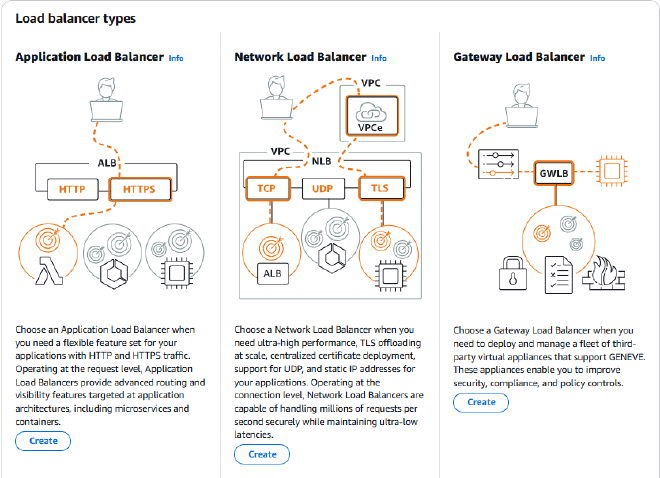 Load balancer types
Application Load Balancer Info
ALB
HTTP
HTTPS
Choose an Application Load Balancer when
you need a flexible feature set for your
applications with HTTP and HTTPS traffic.
Operating at the request level, Application
Load Balancers provide advanced routing and
visibility features targeted at application
architectures, including microservices and
containers.
Create
Network Load Balancer Info
VPC
VPCe
VPC
NLB
TCP
UDP
TLS
ALB
Choose a Network Load Balancer when you
need ultra-high performance, TLS offloading
at scale, centralized certificate deployment,
support for UDP, and static IP addresses for
your applications. Operating at the
connection level, Network Load Balancers are
capable of handling millions of requests per
second securely while maintaining ultra-low
latencies.
Create
Gateway Load Balancer Info
GWLB
Choose a Gateway Load Balancer when you
need to deploy and manage a fleet of third-
party virtual appliances that support GENEVE.
These appliances enable you to improve
security, compliance, and policy controls.
Create